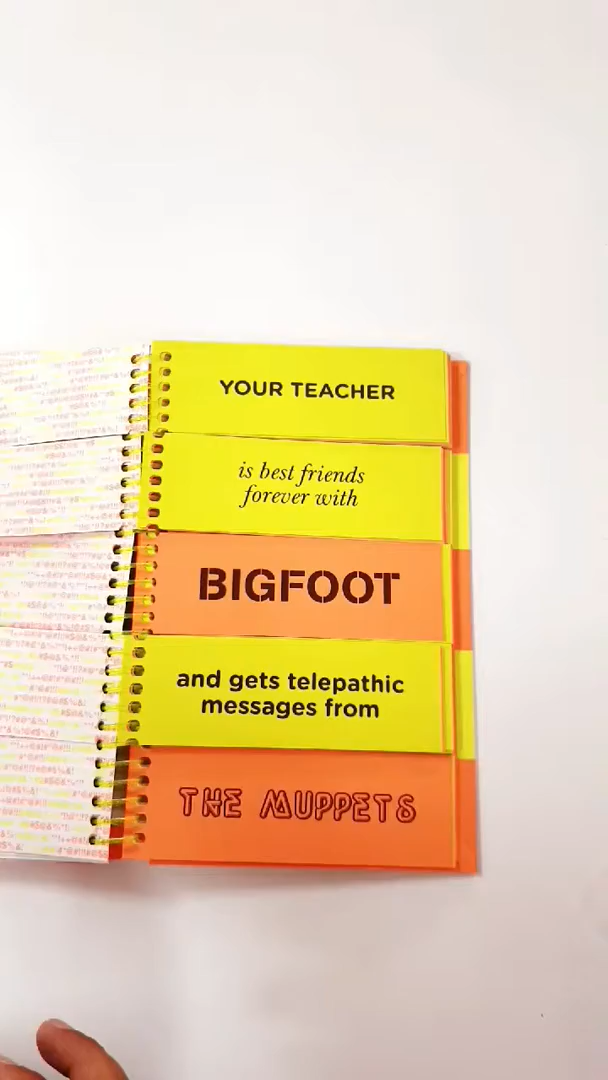 YOUR TEACHER
is best friends
forever with
BIGFOOT
and gets telepathic
messages from
THE MUPPETS